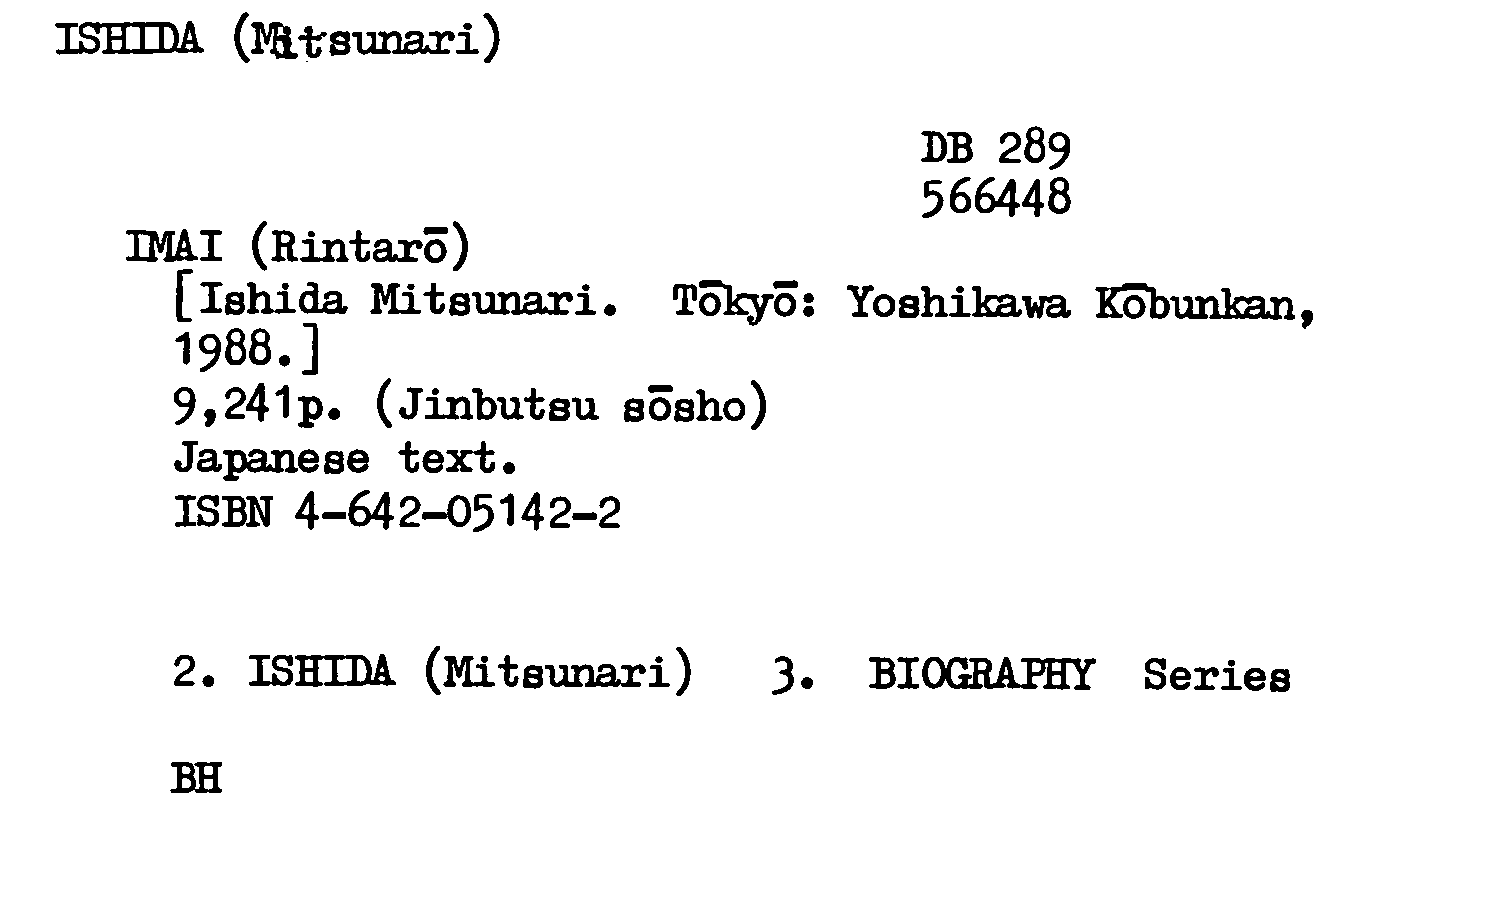 ISHIDA (Mitsunari)
DB 289
566448
IMAI (Rintarō)
[Ishida Mitsunari. Tōkyō: Yoshikawa Kōbunkan,
1988.]
9,241p. (Jinbutsu sōsho)
Japanese text.
ISBN 4-642-05142-2
2. ISHIDA (Mitsunari) 3. BIOGRAPHY Series
BH